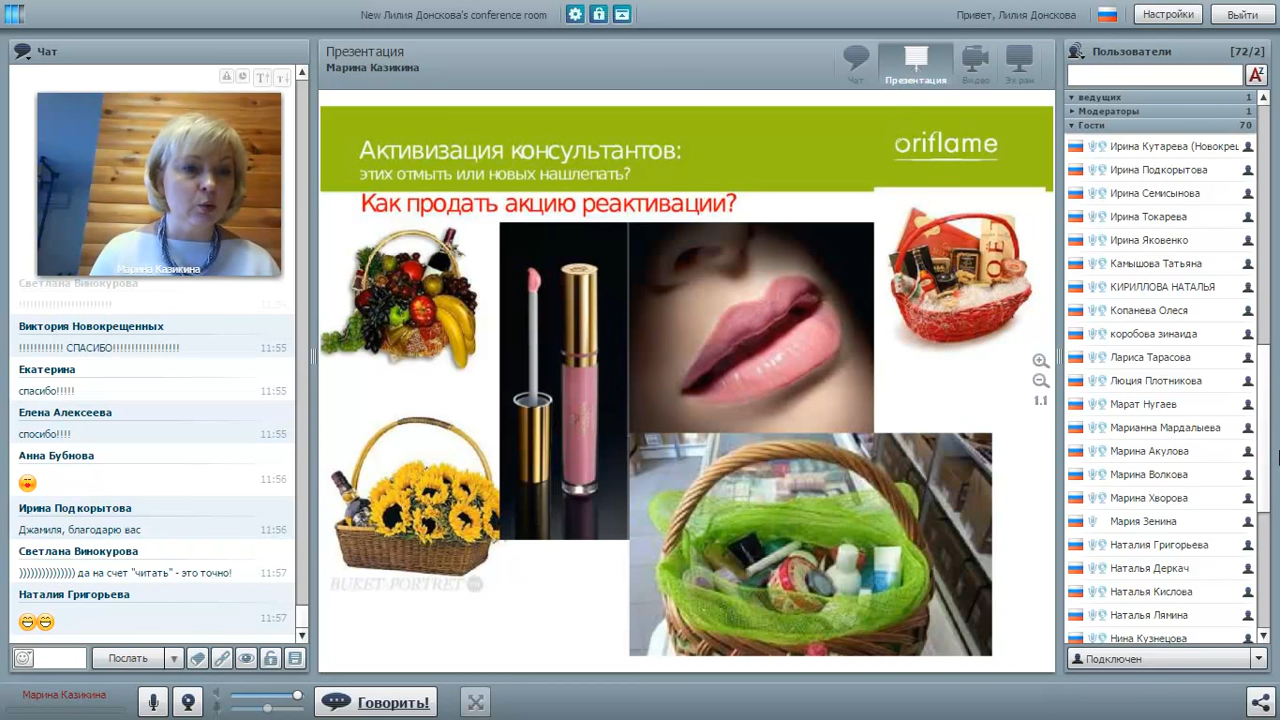 New Лилия Донскова's conference room
Привет, Лилия Донскова
Настройки
Выйти
Чат
Марина Казикина
Светлана Винокурова
!!!!!!!!!!!!!!!!!!!!!!!!
Виктория Новокрещенных
!!!!!!!!!!!! СПАСИБО!!!!!!!!!!!!!!!!! 11:55
Екатерина
спасибо!!!!! 11:55
Елена Алексеева
спосибо!!!! 11:55
Анна Бубнова
11:56
Ирина Подкорытова
Джамиля, благодарю вас 11:56
Светлана Винокурова
))))))))))))))) да на счет "читать" - это точно! 11:57
Наталия Григорьева
11:57
Послать
Презентация
Марина Казикина
Чат
Презентация
Видео
Экран
Активизация консультантов:
этих отмыть или новых нашлепать?
oriflame
Как продать акцию реактивации?
BUKET PORTRET
1.1
Пользователи [72/2]
ведущих 1
Модераторы 1
Гости 70
Ирина Кутарева (Новокрец
Ирина Подкорытова
Ирина Семисынова
Ирина Токарева
Ирина Яковенко
Камышова Татьяна
КИРИЛЛОВА НАТАЛЬЯ
Копанева Олеся
коробова зинаида
Лариса Тарасова
Люция Плотникова
Марат Нугаев
Марианна Мардалыева
Марина Акулова
Марина Волкова
Марина Хворова
Мария Зенина
Наталия Григорьева
Наталья Деркач
Наталья Кислова
Наталья Лямина
Нина Кузнецова
Подключен
Марина Казикина
Говорить!